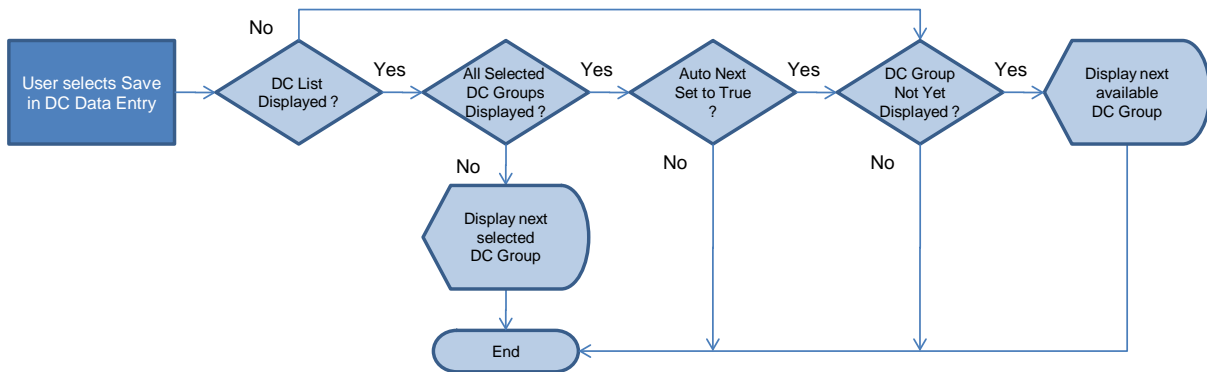 No
User selects Save
in DC Data Entry
DC List
Displayed ?
Yes
All Selected
DC Groups
Displayed ?
Yes
Auto Next
Set to True
?
Yes
DC Group
Not Yet
Displayed ?
Yes
Display next
available
DC Group
No
No
No
Display next
selected
DC Group
End